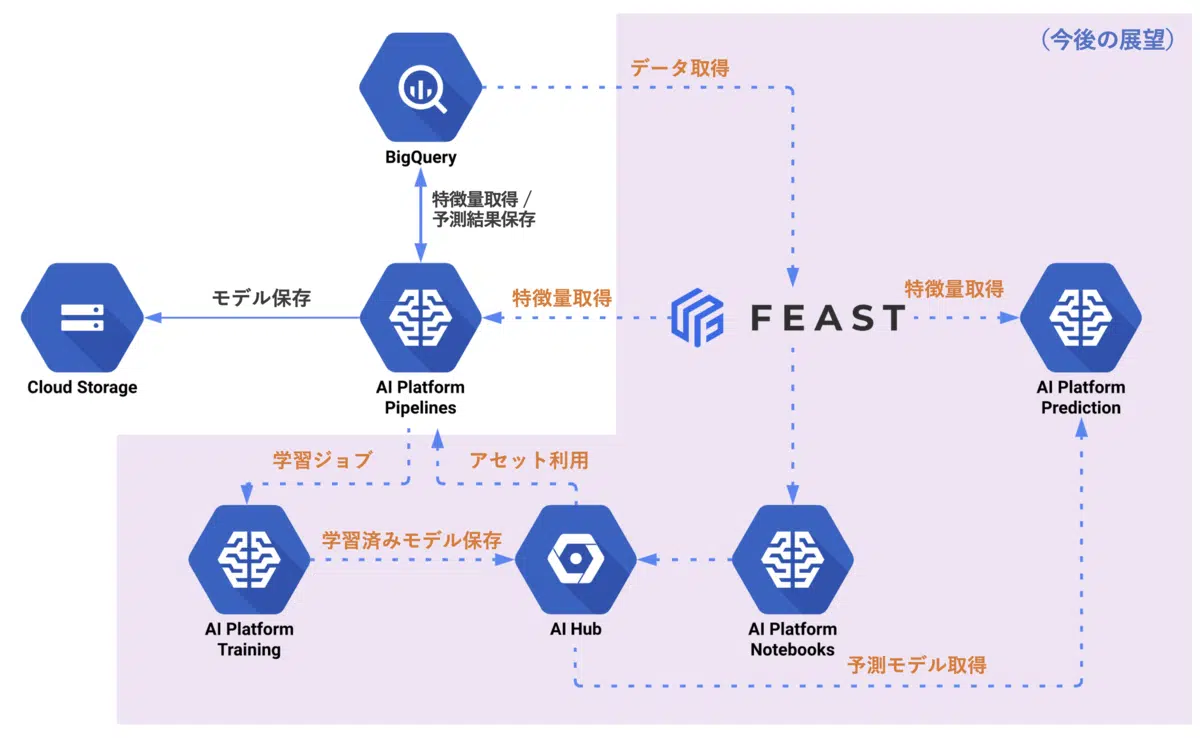 （今後の展望）
データ取得
BigQuery
特徴量取得 /
予測結果保存
モデル保存
特徴量取得
FEAST
特徴量取得
Cloud Storage
AI Platform
Pipelines
AI Platform
Prediction
学習ジョブ
アセット利用
学習済みモデル保存
AI Platform
Training
AI Hub
AI Platform
Notebooks
予測モデル取得